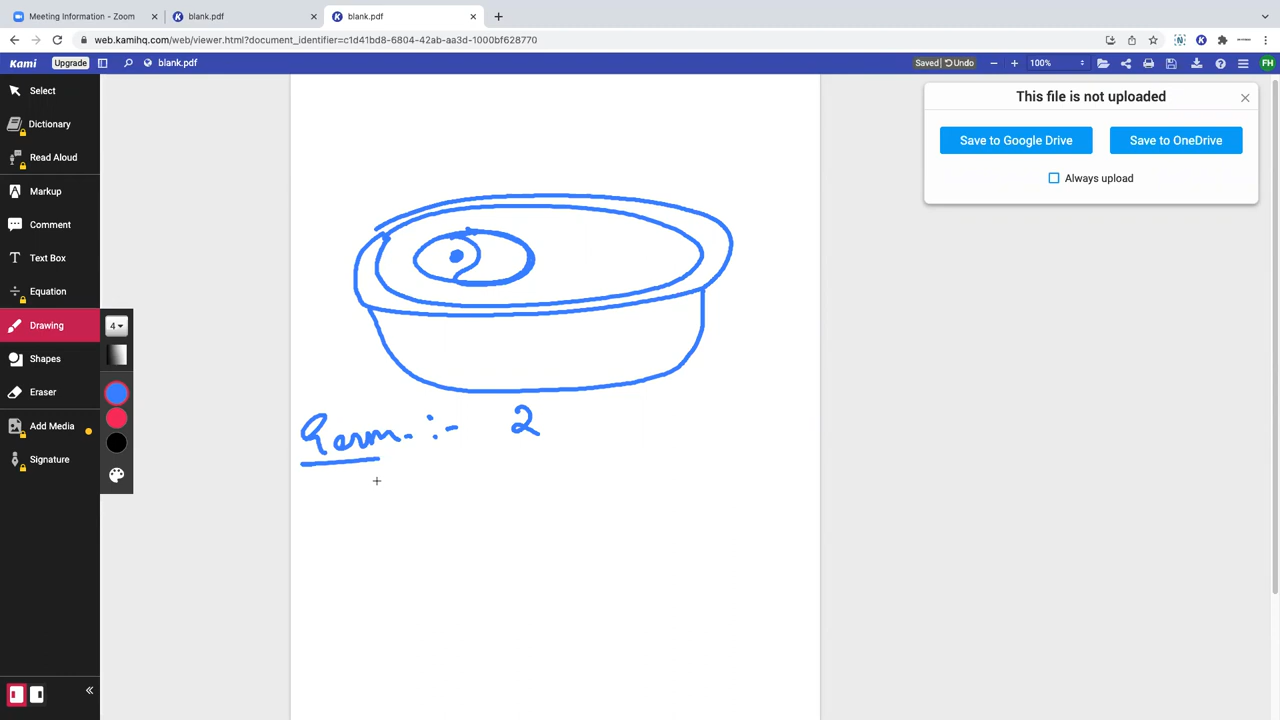 Meeting Information - Zoom
blank.pdf
blank.pdf
web.kamihq.com/web/viewer.html?document_identifier=c1d41bd8-6804-42ab-aa3d-1000bf628770
Kami
Upgrade
blank.pdf
Saved
Undo
100%
FH
Select
Dictionary
Read Aloud
Markup
Comment
Text Box
Equation
Drawing
4
Shapes
Eraser
Add Media
Signature
This file is not uploaded
Save to Google Drive
Save to OneDrive
Always upload
2